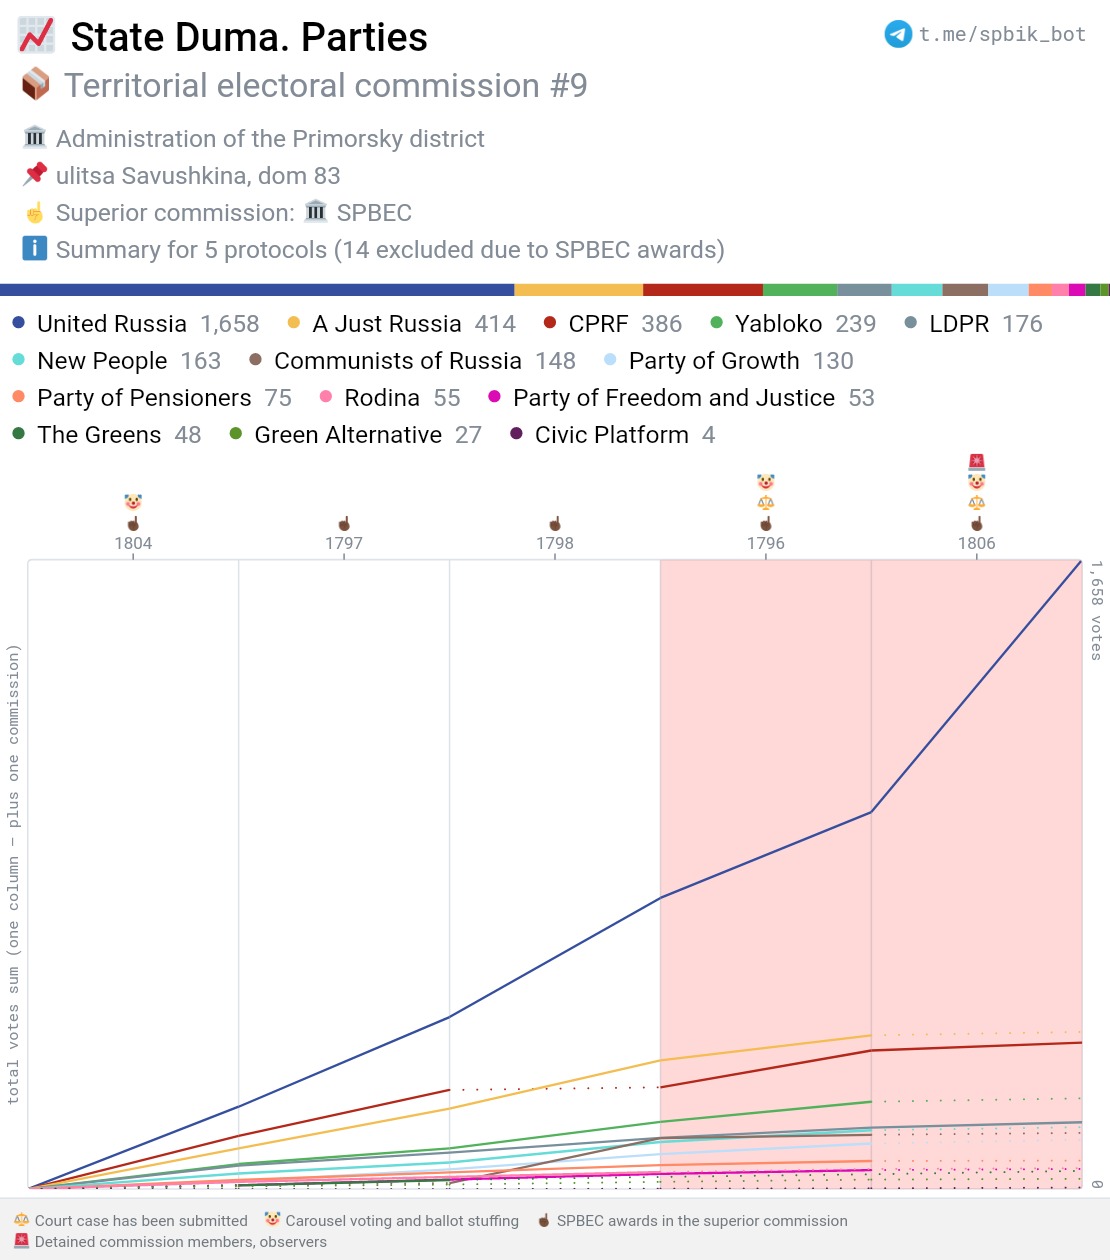 State Duma. Parties
t.me/spbik_bot
Territorial electoral commission #9
Administration of the Primorsky district
ulitsa Savushkina, dom 83
Superior commission: SPBEC
Summary for 5 protocols (14 excluded due to SPBEC awards)
United Russia 1,658 A Just Russia 414 CPRF 386 Yabloko 239 LDPR 176
New People 163 Communists of Russia 148 Party of Growth 130
Party of Pensioners 75 Rodina 55 Party of Freedom and Justice 53
The Greens 48 Green Alternative 27 Civic Platform 4
1804 1797 1798 1796 1806
1,658 votes
total votes sum (one column — plus one commission)
0
Court case has been submitted Carousel voting and ballot stuffing SPBEC awards in the superior commission
Detained commission members, observers